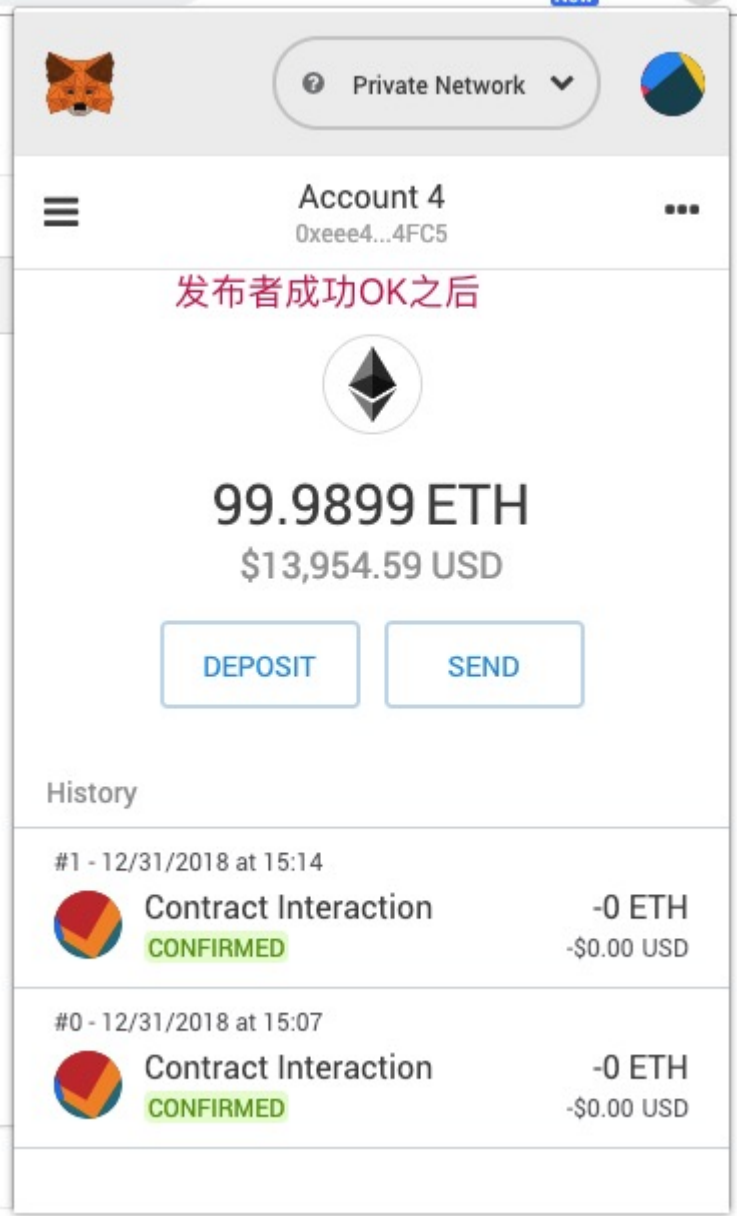 Private Network
Account 4
0xeee4...4FC5
发布者成功OK之后
99.9899 ETH
$13,954.59 USD
DEPOSIT
SEND
History
#1 - 12/31/2018 at 15:14
Contract Interaction
-0 ETH
CONFIRMED
-$0.00 USD
#0 - 12/31/2018 at 15:07
Contract Interaction
-0 ETH
CONFIRMED
-$0.00 USD